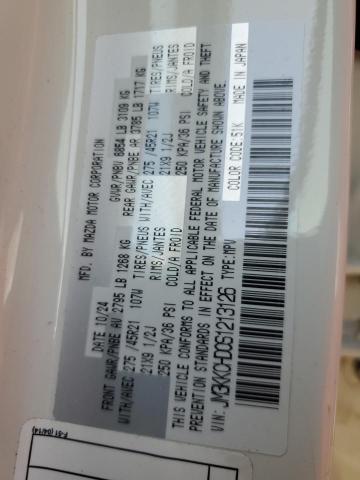 MFD. BY MAZDA MOTOR CORPORATION
DATE 10/24 GVWR/PNBV 6854 LB 3109 KG
FRONT GAWR/PNBE AV 2795 LB 1268 KG REAR GAWR/PNBE AR 3785 LB 1717 KG
WITH/AVEC 275 /45R21 107W TIRES/PNEUS WITH/AVEC 275 /45R21 107W TIRES/PNEUS
21X9 1/2J RIMS/JANTES 21X9 1/2J RIMS/JANTES
250 KPA/36 PSI COLD/A FROID 250 KPA/36 PSI COLD/A FROID
THIS VEHICLE CONFORMS TO ALL APPLICABLE FEDERAL MOTOR VEHICLE SAFETY AND THEFT
PREVENTION STANDARDS IN EFFECT ON THE DATE OF MANUFACTURE SHOWN ABOVE.
VIN: JM3KKCHD0S1213126 TYPE:MPV
COLOR CODE:51K MADE IN JAPAN
F-51 (04/14)